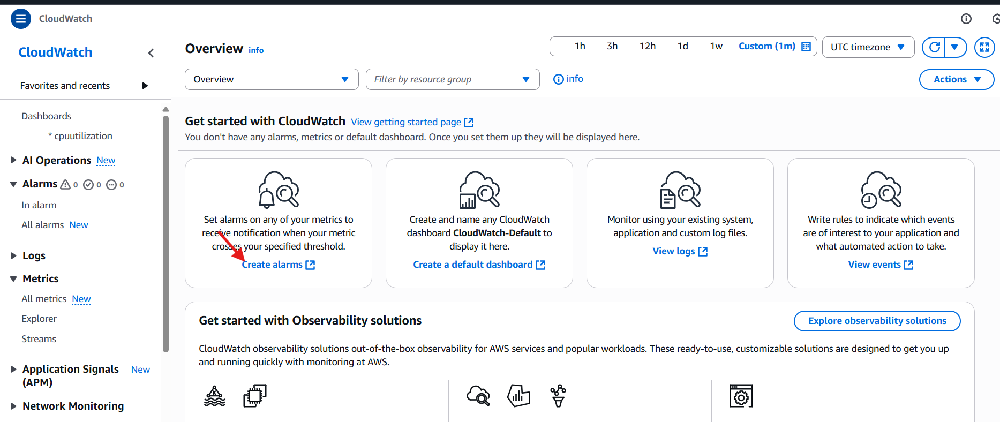 CloudWatch
CloudWatch
Favorites and recents
Dashboards
* cpuutilization
AI Operations New
Alarms 0 0 0
In alarm
All alarms New
Logs
Metrics
All metrics New
Explorer
Streams
Application Signals New
(APM)
Network Monitoring
Overview info
1h 3h 12h 1d 1w Custom (1m)
UTC timezone
Overview
Filter by resource group
info
Actions
Get started with CloudWatch View getting started page
You don't have any alarms, metrics or default dashboard. Once you set them up they will be displayed here.
Set alarms on any of your metrics to
receive notification when your metric
crosses your specified threshold.
Create alarms
Create and name any CloudWatch
dashboard CloudWatch-Default to
display it here.
Create a default dashboard
Monitor using your existing system,
application and custom log files.
View logs
Write rules to indicate which events
are of interest to your application and
what automated action to take.
View events
Get started with Observability solutions
Explore observability solutions
CloudWatch observability solutions out-of-the-box observability for AWS services and popular workloads. These ready-to-use, customizable solutions are designed to get you up
and running quickly with monitoring at AWS.